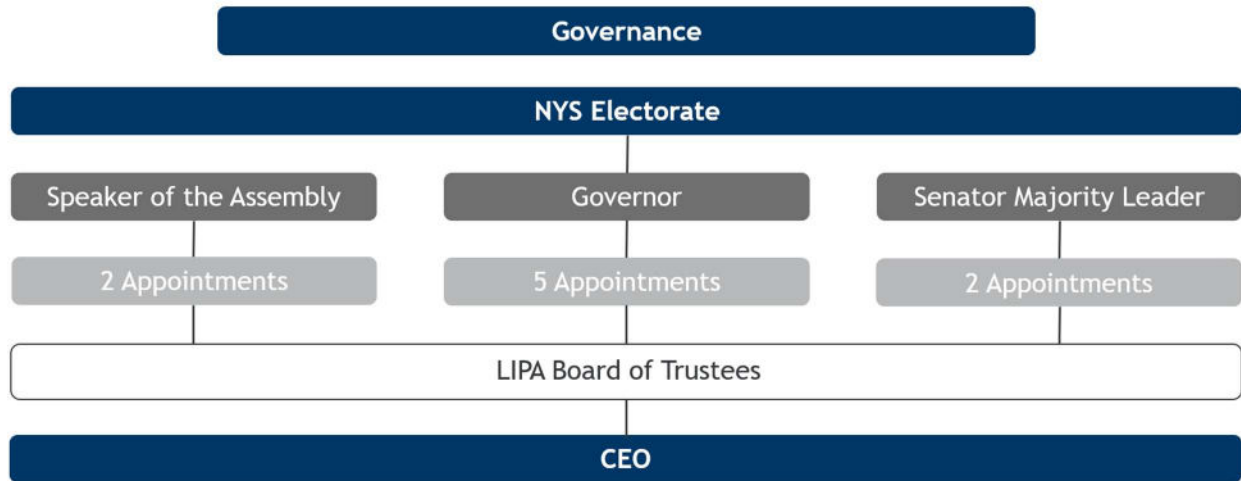 Governance
NYS Electorate
Speaker of the Assembly
Governor
Senator Majority Leader
2 Appointments
5 Appointments
2 Appointments
LIPA Board of Trustees
CEO